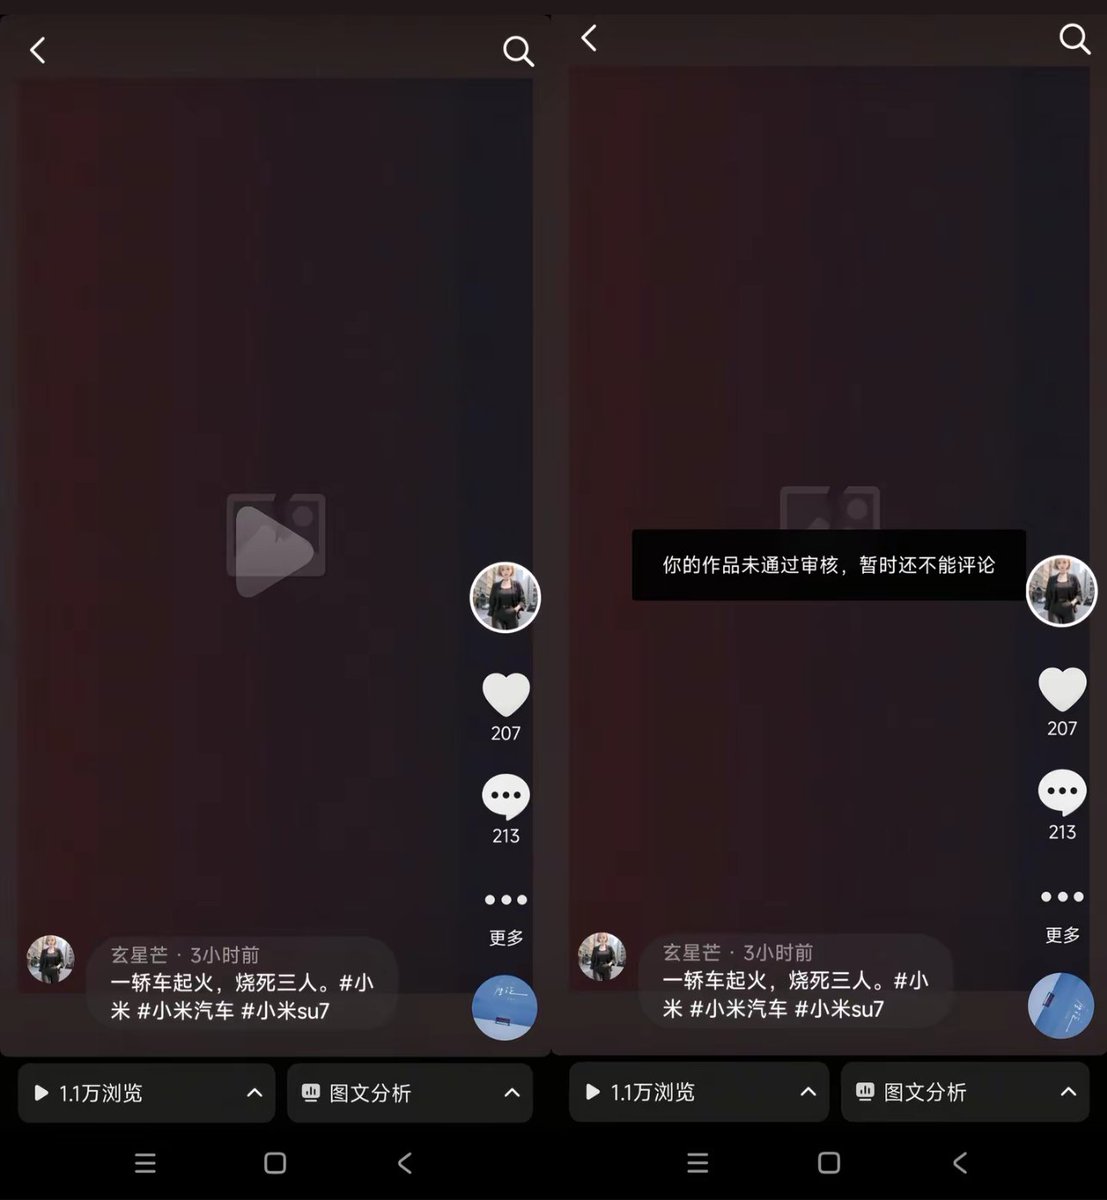 207
213
更多
玄星芒 · 3小时前
一轿车起火，烧死三人。#小
米 #小米汽车 #小米su7
1.1万浏览
图文分析
你的作品未通过审核，暂时还不能评论
207
213
更多
玄星芒 · 3小时前
一轿车起火，烧死三人。#小
米 #小米汽车 #小米su7
1.1万浏览
图文分析